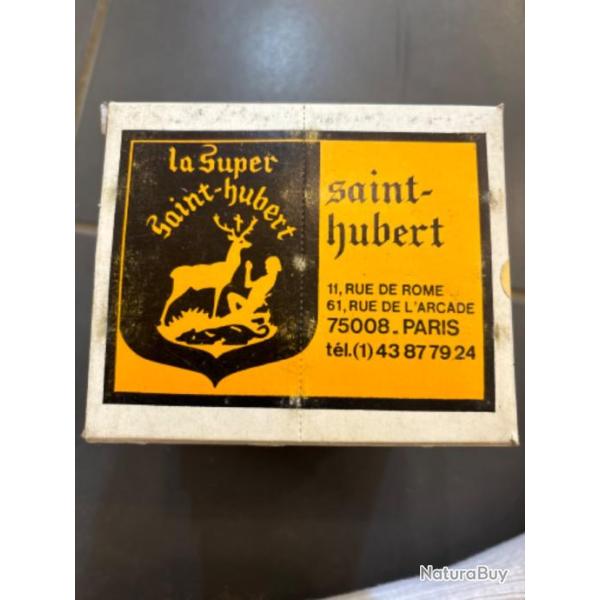 la Super
Saint-hubert
saint-
hubert
11, RUE DE ROME
61, RUE DE L'ARCADE
75008 - PARIS
tél.(1) 43 87 79 24
NaturaBuy